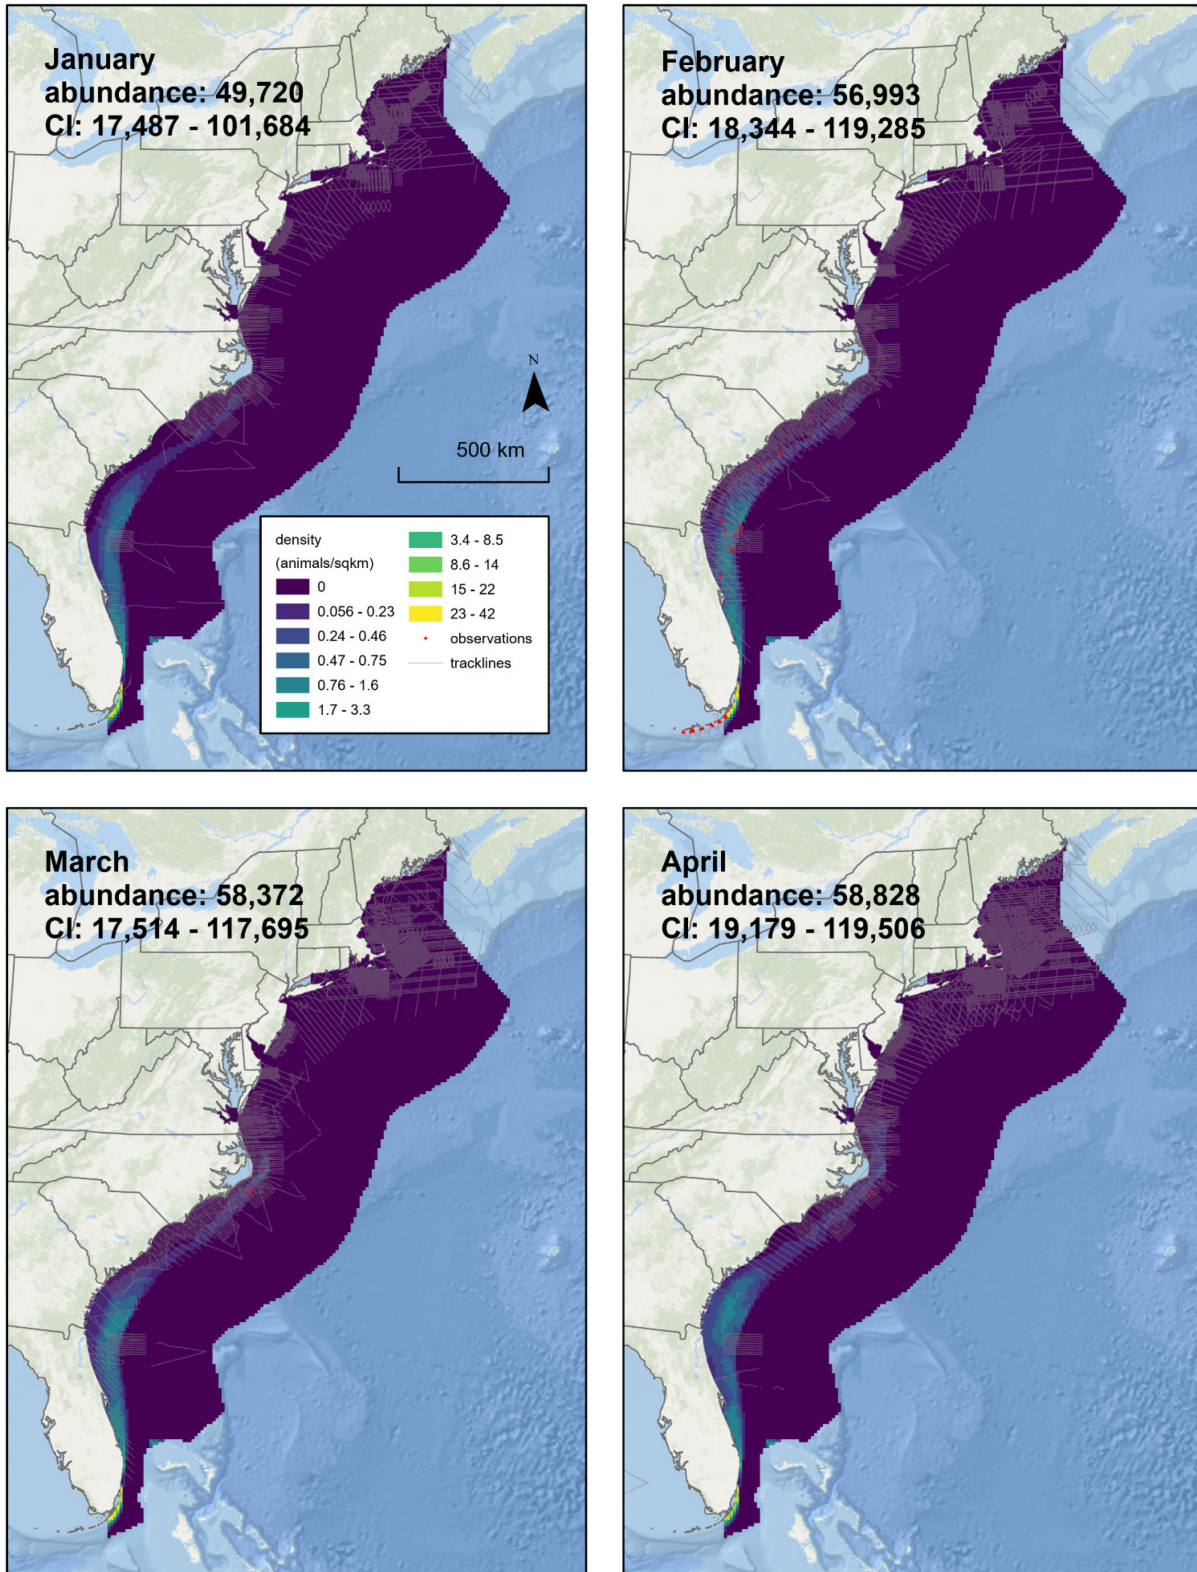 January
abundance: 49,720
CI: 17,487 - 101,684
N
500 km
density
(animals/sqkm)
0
0.056 - 0.23
0.24 - 0.46
0.47 - 0.75
0.76 - 1.6
1.7 - 3.3
3.4 - 8.5
8.6 - 14
15 - 22
23 - 42
observations
tracklines
February
abundance: 56,993
CI: 18,344 - 119,285
March
abundance: 58,372
CI: 17,514 - 117,695
April
abundance: 58,828
CI: 19,179 - 119,506